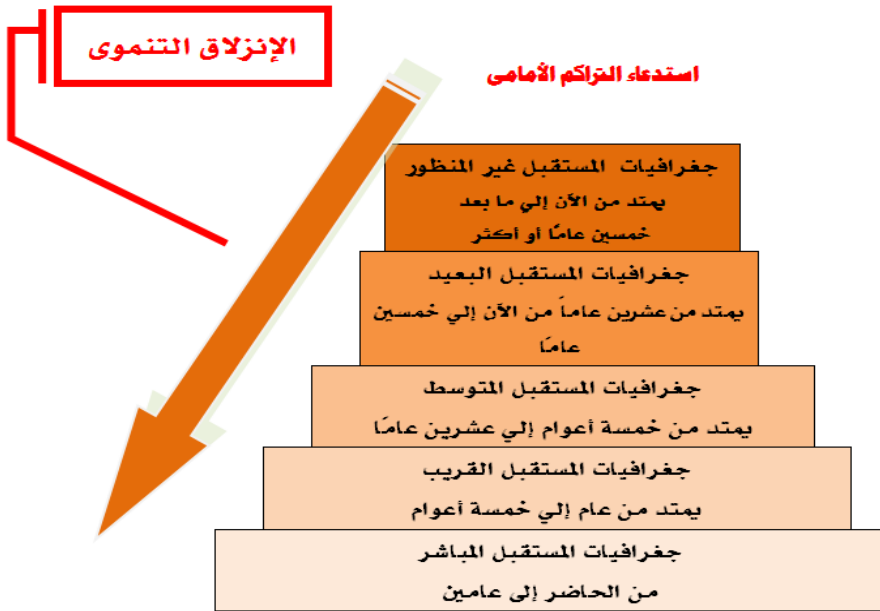 الإنزلاق التنموى
استدعاء التراكم الأمامى
جغرافيات المستقبل غير المنظور
يمتد من الآن إلي ما بعد
خمسين عامًا أو أكثر
جغرافيات المستقبل البعيد
يمتد من عشرين عاماً من الآن إلي خمسين
عامًا
جغرافيات المستقبل المتوسط
يمتد من خمسة أعوام إلي عشرين عامًا
جغرافيات المستقبل القريب
يمتد من عام إلي خمسة أعوام
جغرافيات المستقبل المباشر
من الحاضر إلى عامين